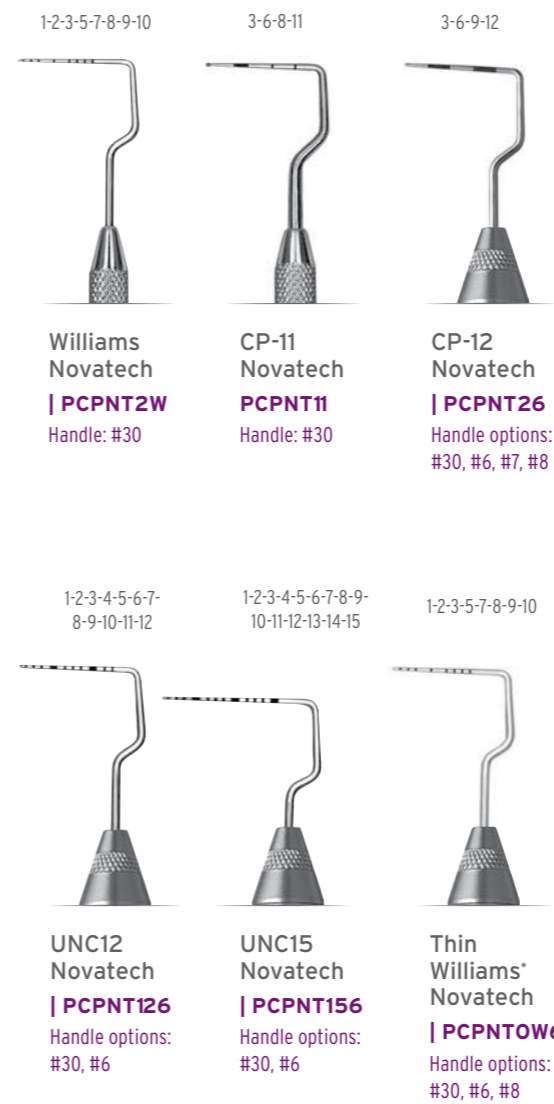 1-2-3-5-7-8-9-10
3-6-8-11
3-6-9-12
Williams
Novatech
| PCPNT2W
Handle: #30
CP-11
Novatech
PCPNT11
Handle: #30
CP-12
Novatech
| PCPNT26
Handle options:
#30, #6, #7, #8
1-2-3-4-5-6-7-
8-9-10-11-12
1-2-3-4-5-6-7-8-9-
10-11-12-13-14-15
1-2-3-5-7-8-9-10
UNC12
Novatech
| PCPNT126
Handle options:
#30, #6
UNC15
Novatech
| PCPNT156
Handle options:
#30, #6
Thin
Williams*
Novatech
| PCPNTOW6
Handle options:
#30, #6, #8